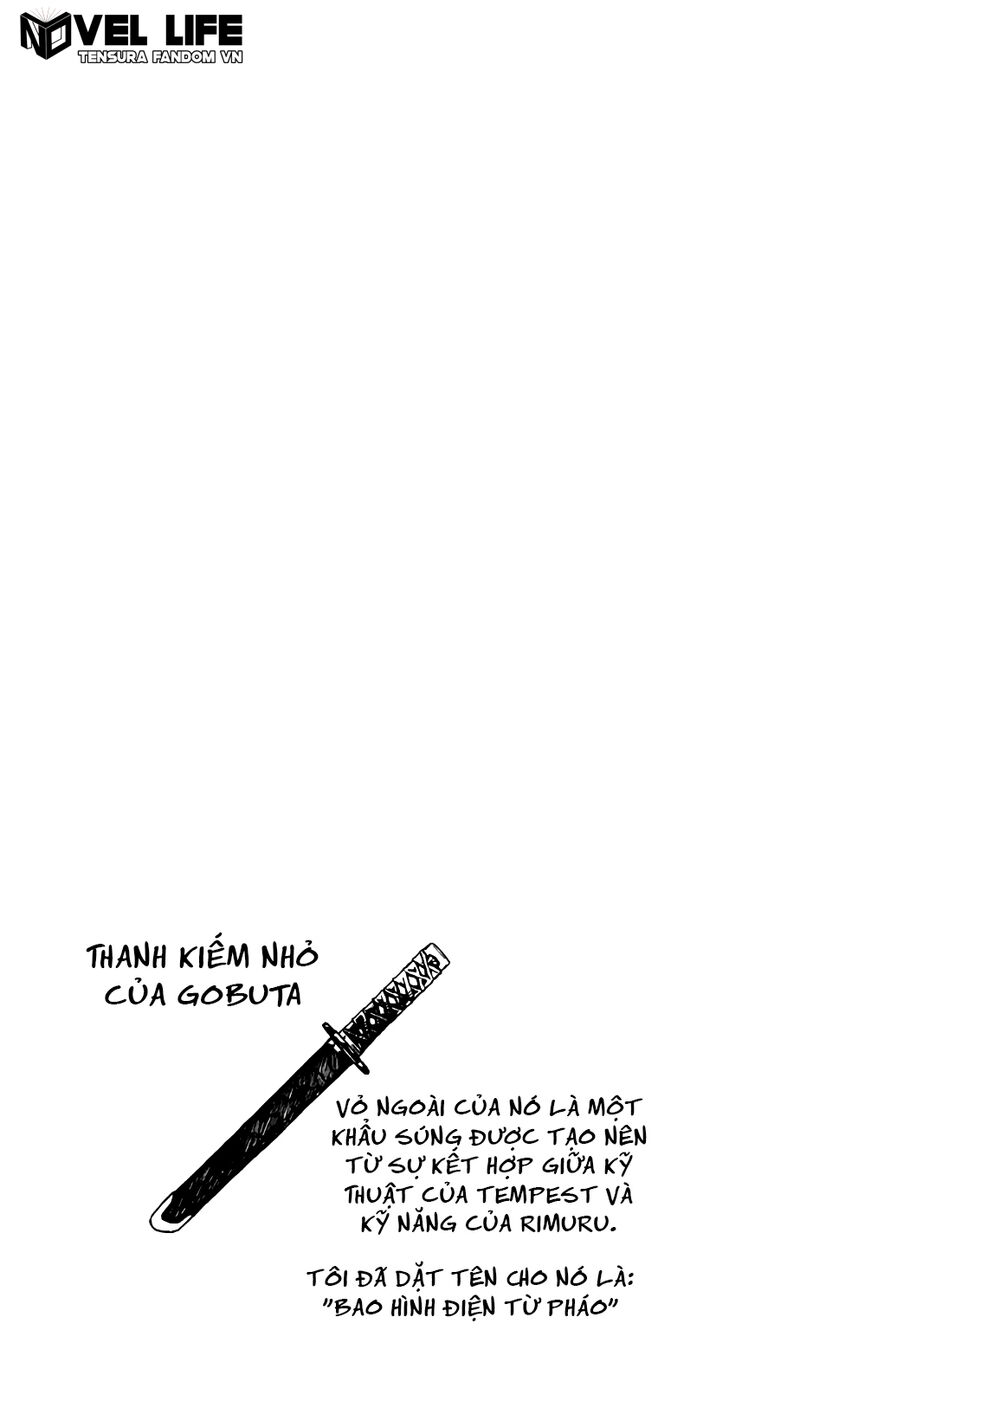 NOVEL LIFE
TENSURA FANDOM VN
THANH KIẾM NHỎ
CỦA GOBUTA
VỎ NGOÀI CỦA NÓ LÀ MỘT
KHẨU SÚNG ĐƯỢC TẠO NÊN
TỪ SỰ KẾT HỢP GIỮA KỸ
THUẬT CỦA TEMPEST VÀ
KỸ NĂNG CỦA RIMURU.
TÔI ĐÃ DẶT TÊN CHO NÓ LÀ:
"BAO HÌNH ĐIỆN TỪ PHÁO"